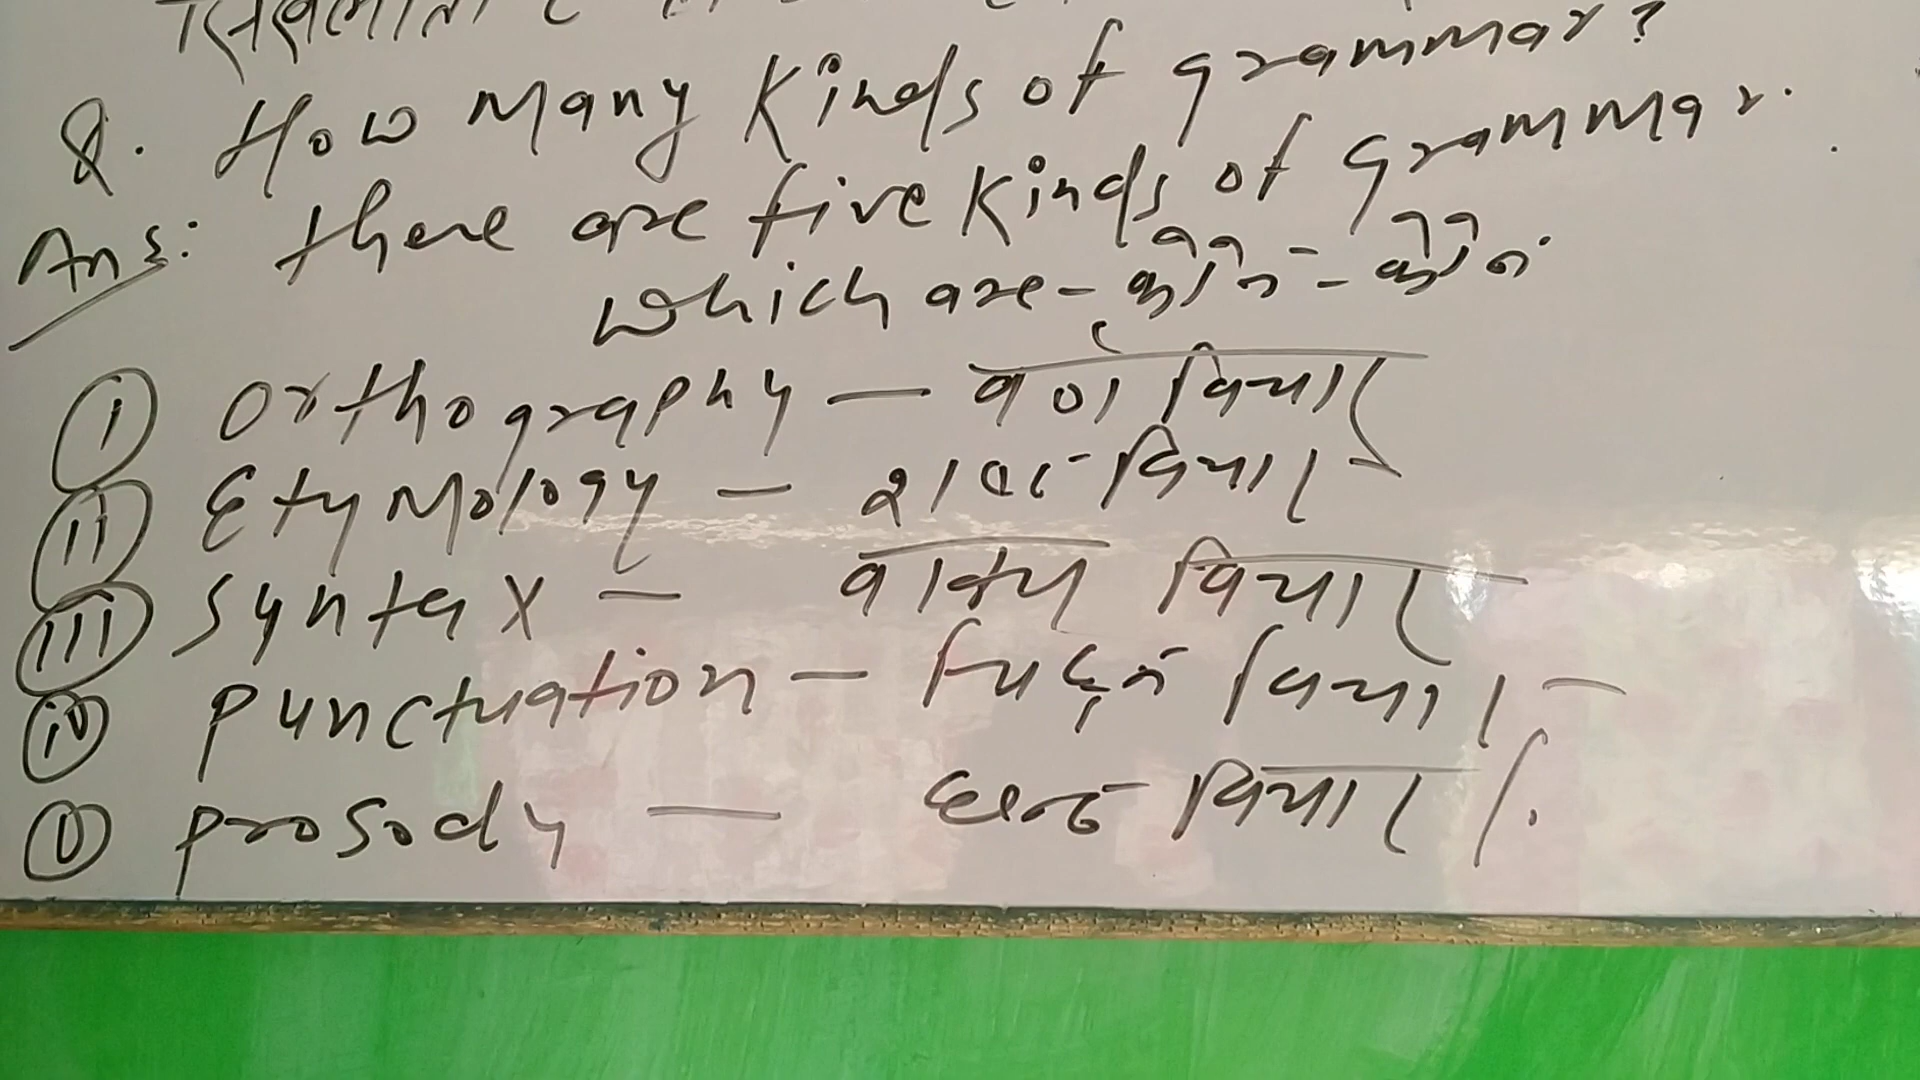 सिखलाता है
Q. How Many Kinds of grammar?
Ans: there are five Kinds of grammar.
which are - कौन - कौन
(i) Orthography — वर्ण विचार
(ii) Etymology — शब्द विचार
(iii) Syntax — वाक्य विचार
(iv) Punctuation — चिह्न विचार
(v) prosody — छन्द विचार।